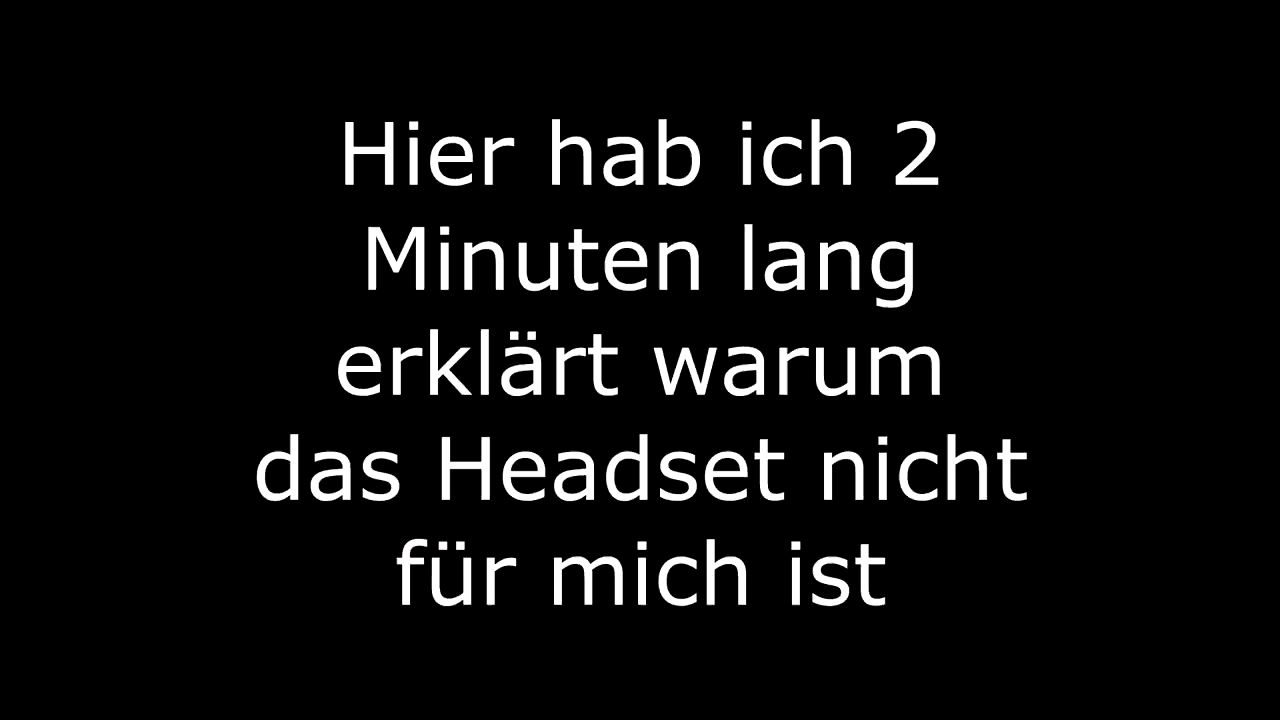 Hier hab ich 2
Minuten lang
erklärt warum
das Headset nicht
für mich ist